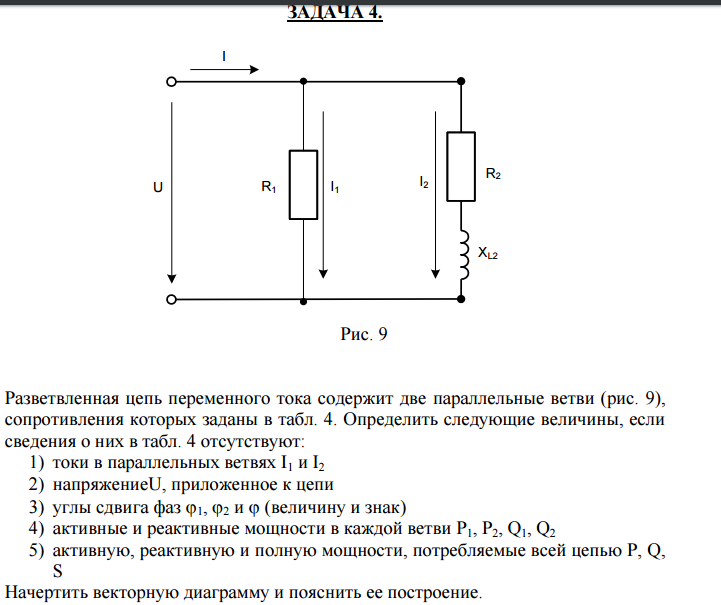 ЗАДАЧА 4.
I
U
R1
I1
I2
R2
XL2
Рис. 9
Разветвленная цепь переменного тока содержит две параллельные ветви (рис. 9),
сопротивления которых заданы в табл. 4. Определить следующие величины, если
сведения о них в табл. 4 отсутствуют:
1) токи в параллельных ветвях I1 и I2
2) напряжениеU, приложенное к цепи
3) углы сдвига фаз φ1, φ2 и φ (величину и знак)
4) активные и реактивные мощности в каждой ветви P1, P2, Q1, Q2
5) активную, реактивную и полную мощности, потребляемые всей цепью P, Q,
S
Начертить векторную диаграмму и пояснить ее построение.